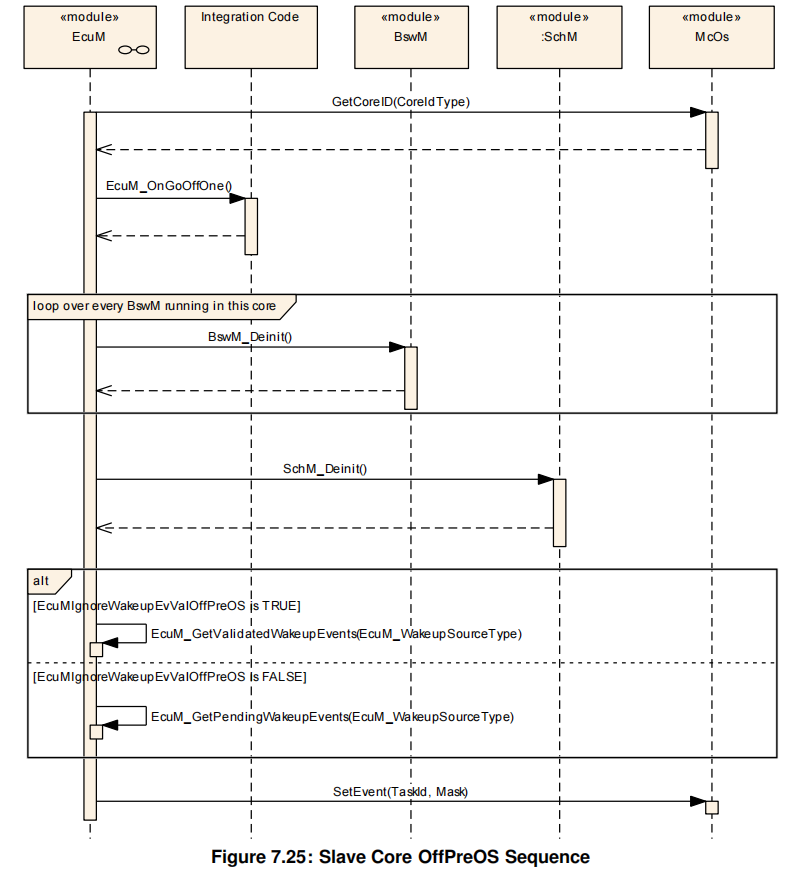 «module»
EcuM
Integration Code
«module»
BswM
«module»
:SchM
«module»
McOs
GetCoreID(CoreIdType)
EcuM_OnGoOffOne()
loop over every BswM running in this core
BswM_Deinit()
SchM_Deinit()
alt
[EcuMIgnoreWakeupEvValOffPreOS is TRUE]
EcuM_GetValidatedWakeupEvents(EcuM_WakeupSourceType)
[EcuMIgnoreWakeupEvValOffPreOS is FALSE]
EcuM_GetPendingWakeupEvents(EcuM_WakeupSourceType)
SetEvent(TaskId, Mask)
Figure 7.25: Slave Core OffPreOS Sequence